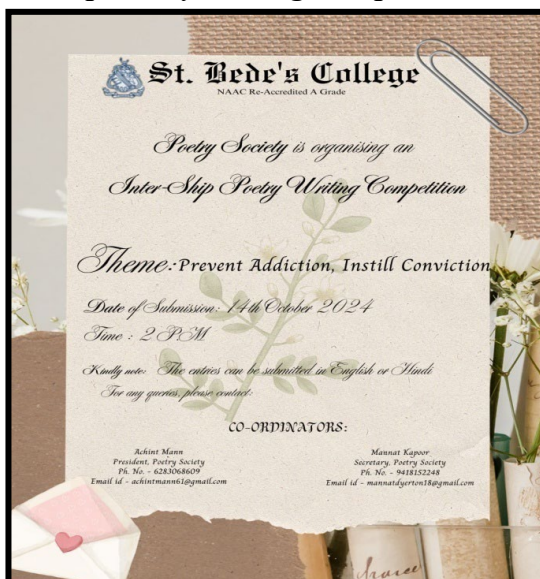 St. Bede's College
NAAC Re-Accredited A Grade
Poetry Society is organising an
Inter-Ship Poetry Writing Competition
Theme:-Prevent Addiction, Instill Conviction
Date of Submission: 14th October 2024
Time : 2 P.M
Kindly note: The entries can be submitted in English or Hindi
For any queries, please contact:
CO-ORDINATORS:
Achint Mann
President, Poetry Society
Ph. No. - 6283068609
Email id - achintmann61@gmail.com
Mannat Kapoor
Secretary, Poetry Society
Ph. No. - 9418152248
Email id - mannatdyerton18@gmail.com